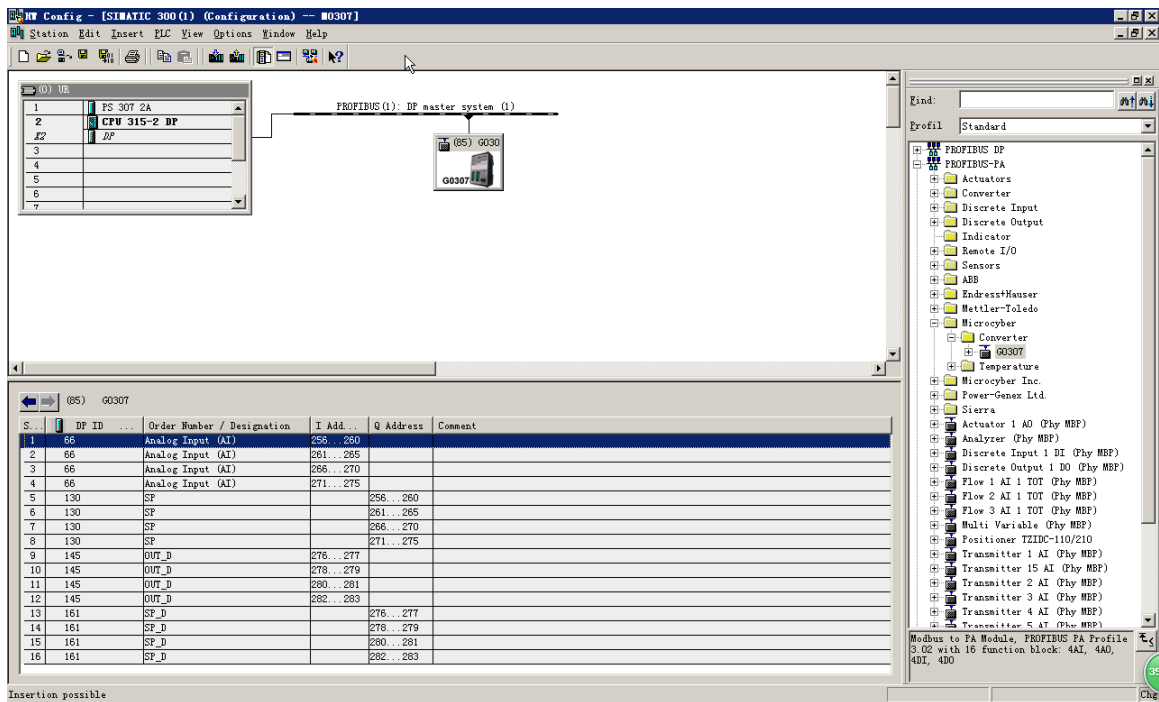 HW Config - [SIMATIC 300(1) (Configuration) -- M0307]
Station Edit Insert PLC View Options Window Help
(0) UR
1 PS 307 2A
2 CPU 315-2 DP
X2 DP
3
4
5
6
7
PROFIBUS(1): DP master system (1)
(85) G030
G0307
Find:
Profil Standard
PROFIBUS DP
PROFIBUS-PA
Actuators
Converter
Discrete Input
Discrete Output
Indicator
Remote I/O
Sensors
ABB
Endress+Hauser
Mettler-Toledo
Microcyber
Converter
G0307
Temperature
Microcyber Inc.
Power-Genex Ltd.
Sierra
Actuator 1 AO (Phy MBP)
Analyzer (Phy MBP)
Discrete Input 1 DI (Phy MBP)
Discrete Output 1 DO (Phy MBP)
Flow 1 AI 1 TOT (Phy MBP)
Flow 2 AI 1 TOT (Phy MBP)
Flow 3 AI 1 TOT (Phy MBP)
Multi Variable (Phy MBP)
Positioner TZIDC-110/210
Transmitter 1 AI (Phy MBP)
Transmitter 15 AI (Phy MBP)
Transmitter 2 AI (Phy MBP)
Transmitter 3 AI (Phy MBP)
Transmitter 4 AI (Phy MBP)
Transmitter 5 AI (Phy MBP)
Modbus to PA Module, PROFIBUS PA Profile
3.02 with 16 function block: 4AI, 4AO,
4DI, 4DO
(85) G0307
S... DP ID ... Order Number / Designation I Add... Q Address Comment
1 66 Analog Input (AI) 256...260
2 66 Analog Input (AI) 261...265
3 66 Analog Input (AI) 266...270
4 66 Analog Input (AI) 271...275
5 130 SP 256...260
6 130 SP 261...265
7 130 SP 266...270
8 130 SP 271...275
9 145 OUT_D 276...277
10 145 OUT_D 278...279
11 145 OUT_D 280...281
12 145 OUT_D 282...283
13 161 SP_D 276...277
14 161 SP_D 278...279
15 161 SP_D 280...281
16 161 SP_D 282...283
35
Insertion possible
Chg